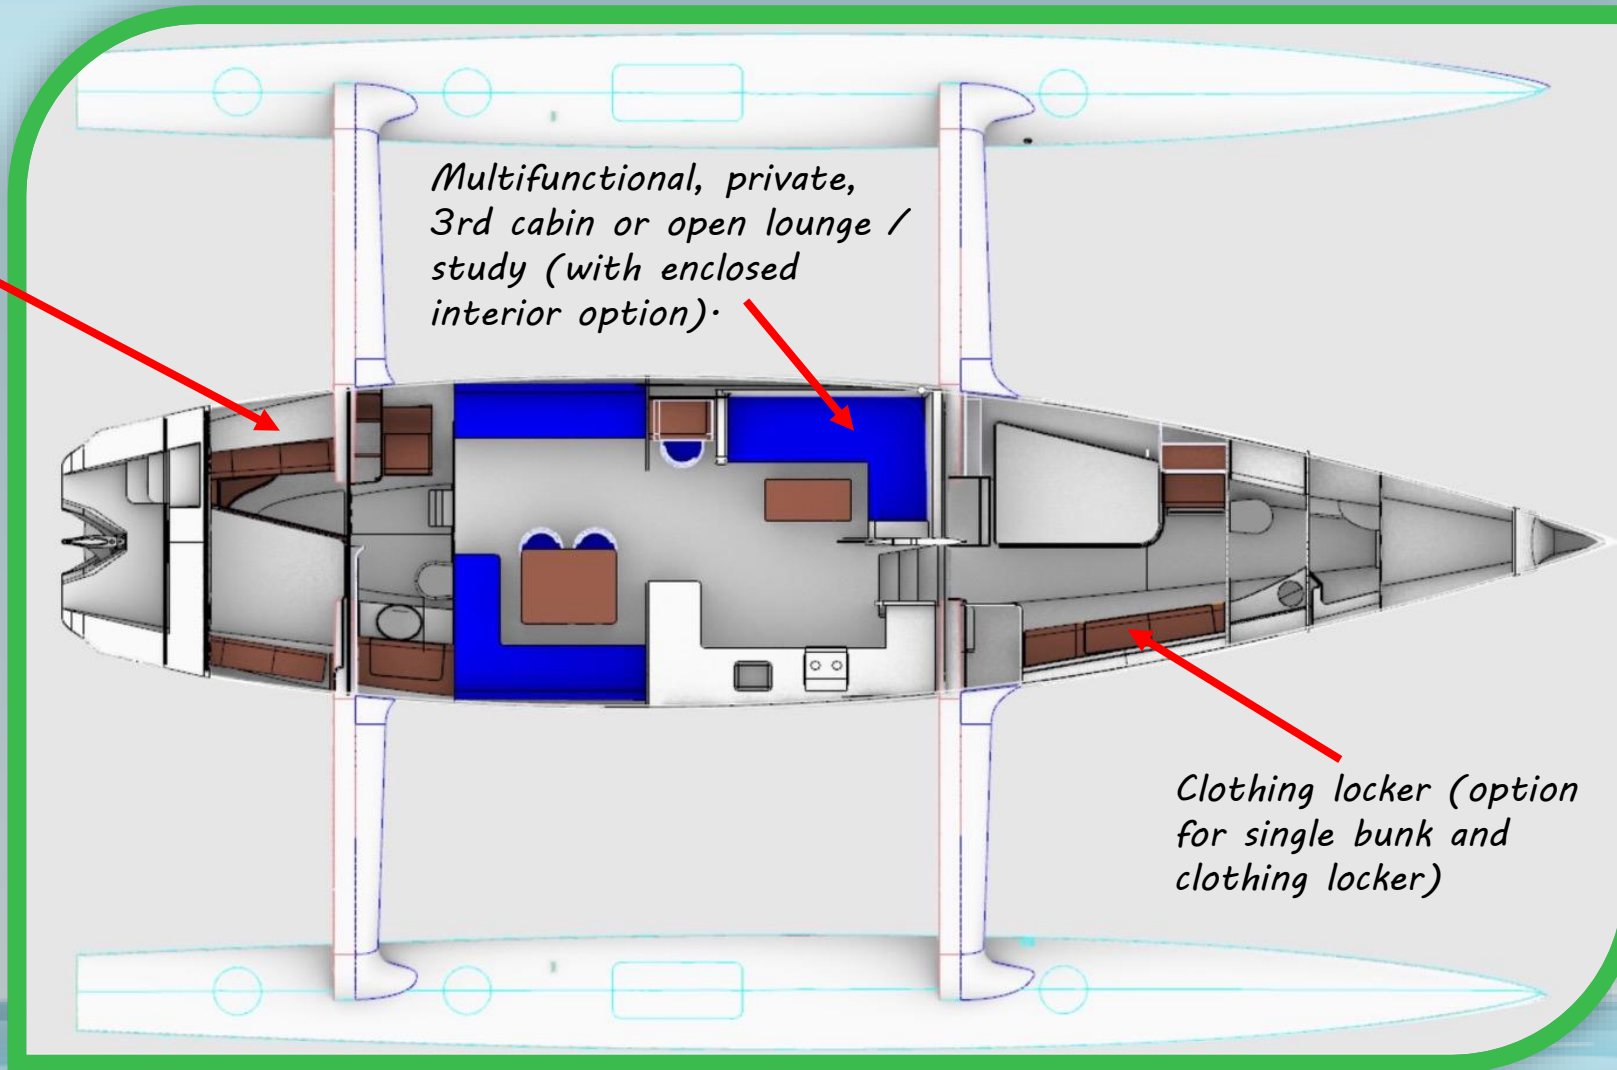 Multifunctional, private,
3rd cabin or open lounge /
study (with enclosed
interior option).
Clothing locker (option
for single bunk and
clothing locker)